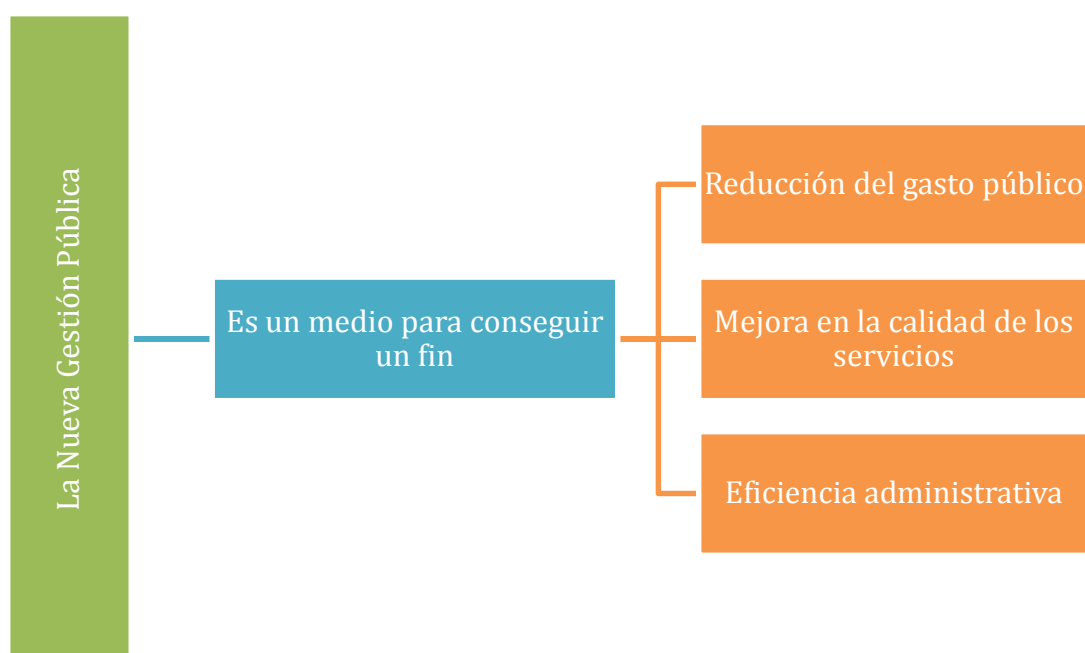 La Nueva Gestión Pública
Es un medio para conseguir
un fin
Reducción del gasto público
Mejora en la calidad de los
servicios
Eficiencia administrativa